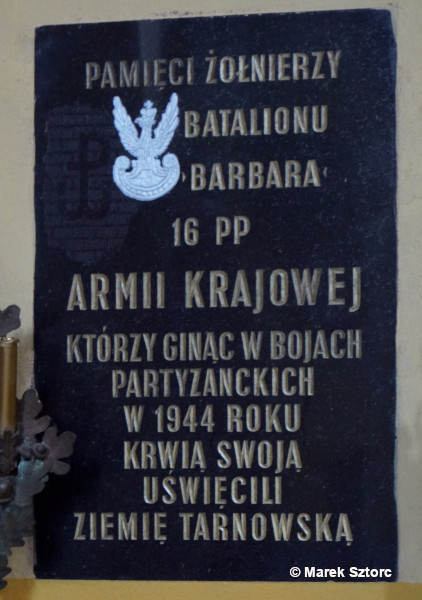 PAMIĘCI ŻOŁNIERZY
BATALIONU
"BARBARA"
16 PP
ARMII KRAJOWEJ
KTÓRZY GINĄC W BOJACH
PARTYZANCKICH
W 1944 ROKU
KRWIĄ SWOJĄ
UŚWIĘCILI
ZIEMIĘ TARNOWSKĄ
© Marek Sztorc